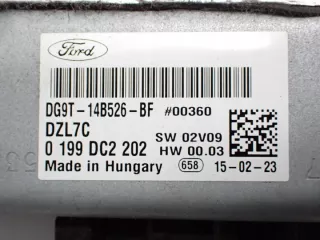 Ford
DG9T-14B526-BF #00360
DZL7C
SW 02V09
0 199 DC2 202
HW 00.03
Made in Hungary 658 15-02-23